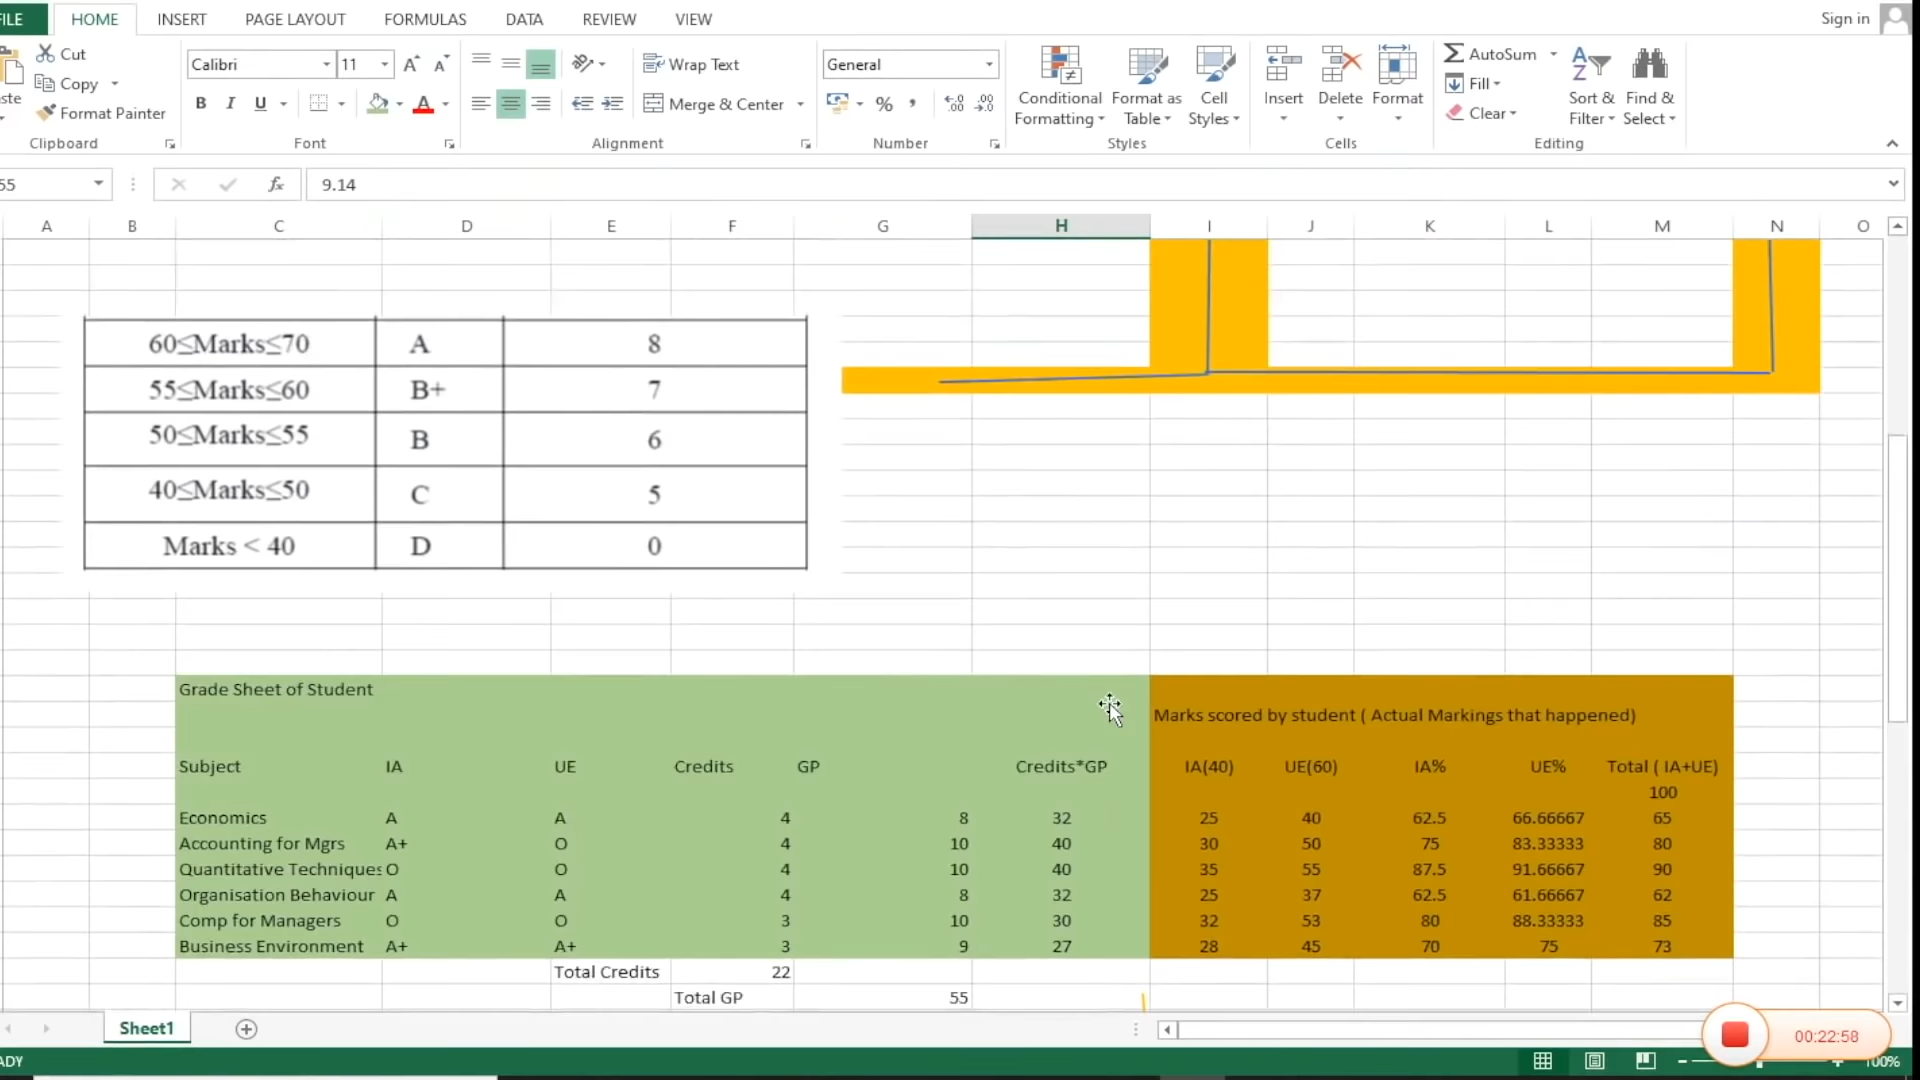 FILE HOME INSERT PAGE LAYOUT FORMULAS DATA REVIEW VIEW Sign in
Cut
Copy
Format Painter
Clipboard
Calibri 11
B I U
Font
Wrap Text
Merge & Center
Alignment
General
%
Number
Conditional Formatting
Format as Table
Cell Styles
Styles
Insert
Delete
Format
Cells
AutoSum
Fill
Clear
Sort & Filter
Find & Select
Editing
55 fx 9.14
A B C D E F G H I J K L M N O
60≤Marks≤70 A 8
55≤Marks≤60 B+ 7
50≤Marks≤55 B 6
40≤Marks≤50 C 5
Marks < 40 D 0
Grade Sheet of Student
Marks scored by student ( Actual Markings that happened)
Subject IA UE Credits GP Credits*GP IA(40) UE(60) IA% UE% Total ( IA+UE)
100
Economics A A 4 8 32 25 40 62.5 66.66667 65
Accounting for Mgrs A+ O 4 10 40 30 50 75 83.33333 80
Quantitative Techniques O O 4 10 40 35 55 87.5 91.66667 90
Organisation Behaviour A A 4 8 32 25 37 62.5 61.66667 62
Comp for Managers O O 3 10 30 32 53 80 88.33333 85
Business Environment A+ A+ 3 9 27 28 45 70 75 73
Total Credits 22
Total GP 55
Sheet1
00:22:58
ADY 100%